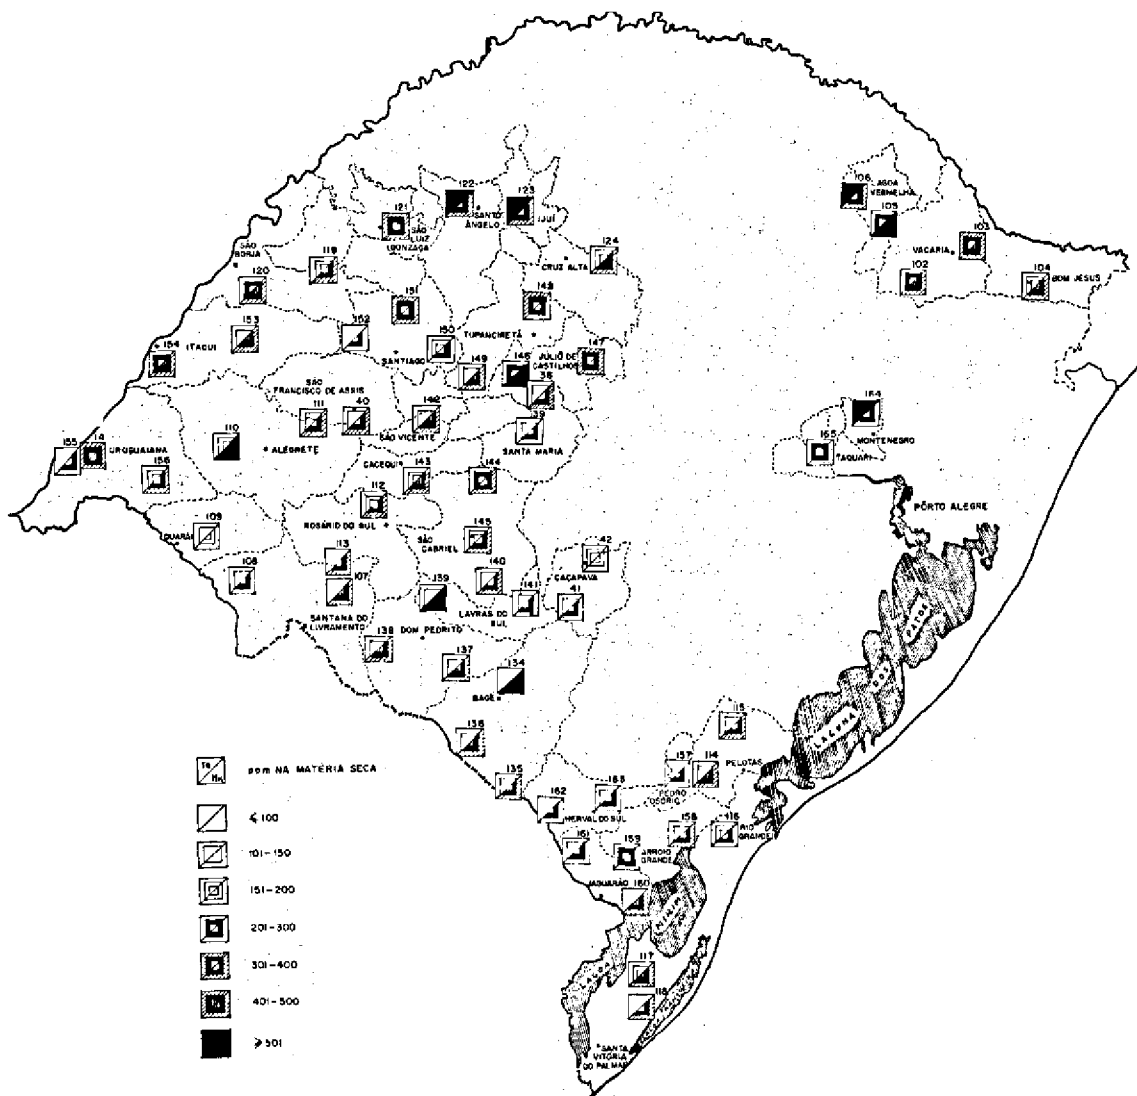 122
123
121
SANTO
ÂNGELO
IJUÍ
SÃO
LUIZ
GONZAGA
106
LAGOA
VERMELHA
105
103
VACARIA
102
104
BOM JESUS
SÃO
BORJA
119
120
124
CRUZ ALTA
151
148
TUPANCIRETÃ
153
152
150
154
ITAQUI
SANTIAGO
149
146
JULIO DE
CASTILHOS
147
38
SÃO
FRANCISCO DE ASSIS
111
40
142
SÃO VICENTE
39
SANTA MARIA
164
MONTENEGRO
165
TAQUARI
110
ALEGRETE
155
14
URUGUAIANA
156
CACEQUI
143
144
112
ROSÁRIO DO SUL
PÔRTO ALEGRE
109
QUARAÍ
108
113
107
SANTANA DO
LIVRAMENTO
SÃO
GABRIEL
145
42
CAÇAPAVA
41
139
140
141
LAVRAS DO
SUL
138
DOM PEDRITO
137
134
BAGÉ
136
135
115
157
114
PELOTAS
PEDRO
OSÓRIO
162
163
HERVAL DO SUL
158
116
RIO
GRANDE
161
159
ARROIO
GRANDE
JAGUARÃO
160
LAGUNA
DOS
PATOS
LAGOA
MIRIM
117
118
SANTA
VITÓRIA
DO PALMAR
Fe
Mn
ppm NA MATÉRIA SECA
≤ 100
101-150
151-200
201-300
301-400
401-500
≥ 501